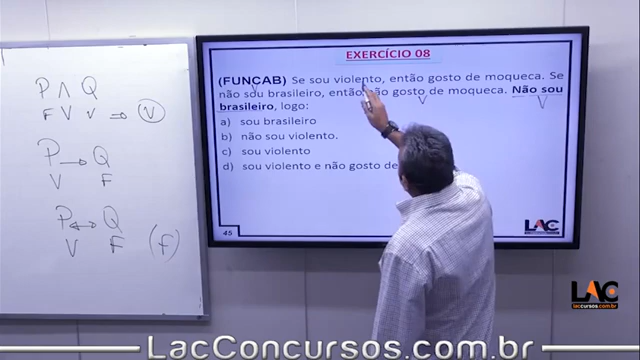 P ∧ Q
F V V ⇒ V
P → Q
V F
P ↔ Q
V F (F)
EXERCÍCIO 08
(FUNCAB) Se sou violento, então gosto de moqueca. Se
não sou brasileiro, então não gosto de moqueca. Não sou
brasileiro, logo:
V V V
a) sou brasileiro
b) não sou violento.
c) sou violento
d) sou violento e não gosto de
45
LAC
LAC
laccursos.com.br
LacConcursos.com.br